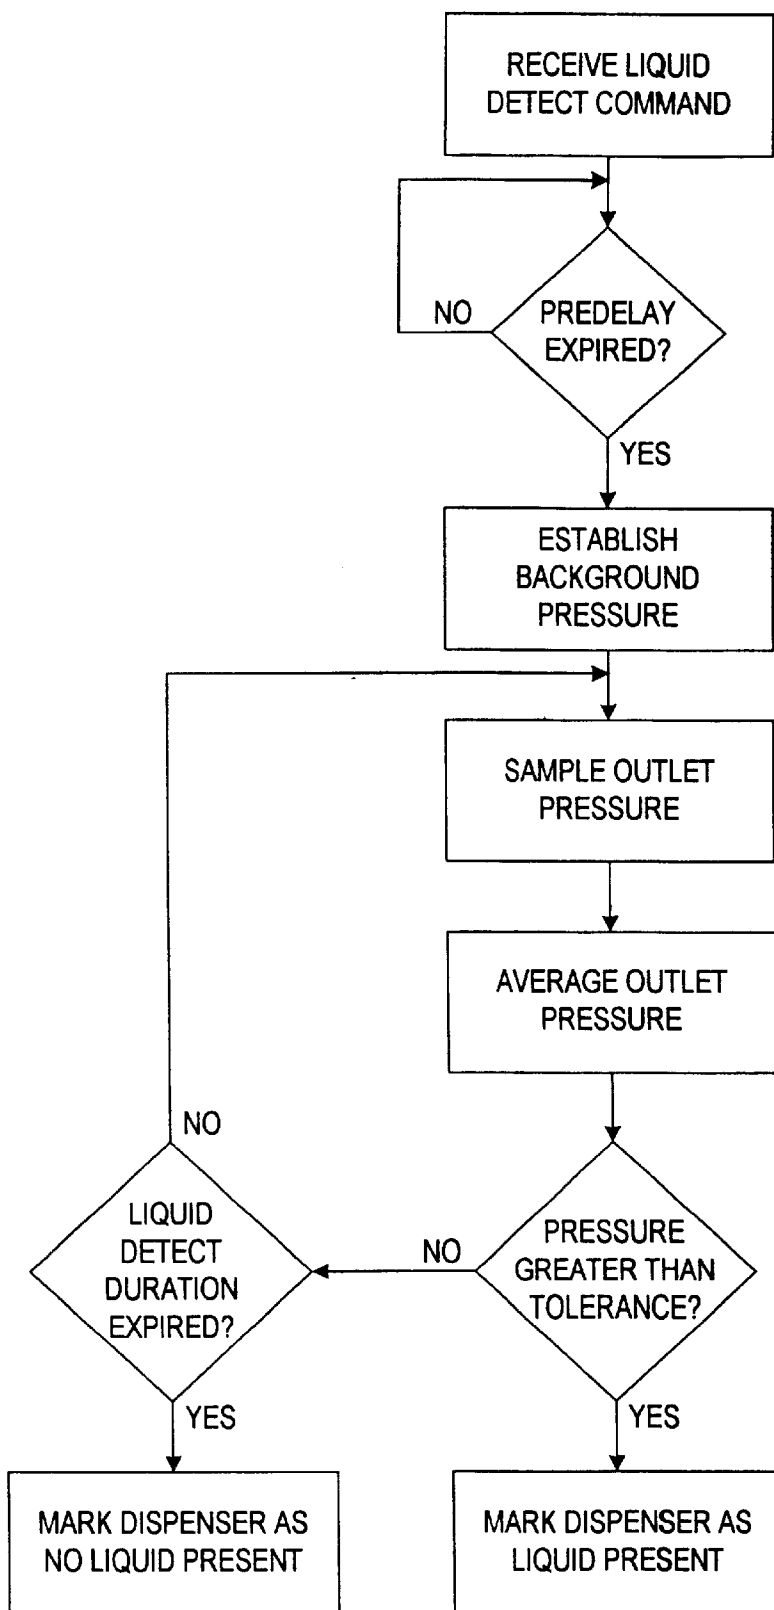 RECEIVE LIQUID
DETECT COMMAND
NO
PREDELAY
EXPIRED?
YES
ESTABLISH
BACKGROUND
PRESSURE
SAMPLE OUTLET
PRESSURE
AVERAGE OUTLET
PRESSURE
NO
LIQUID
DETECT
DURATION
EXPIRED?
NO
PRESSURE
GREATER THAN
TOLERANCE?
YES
YES
MARK DISPENSER AS
NO LIQUID PRESENT
MARK DISPENSER AS
LIQUID PRESENT